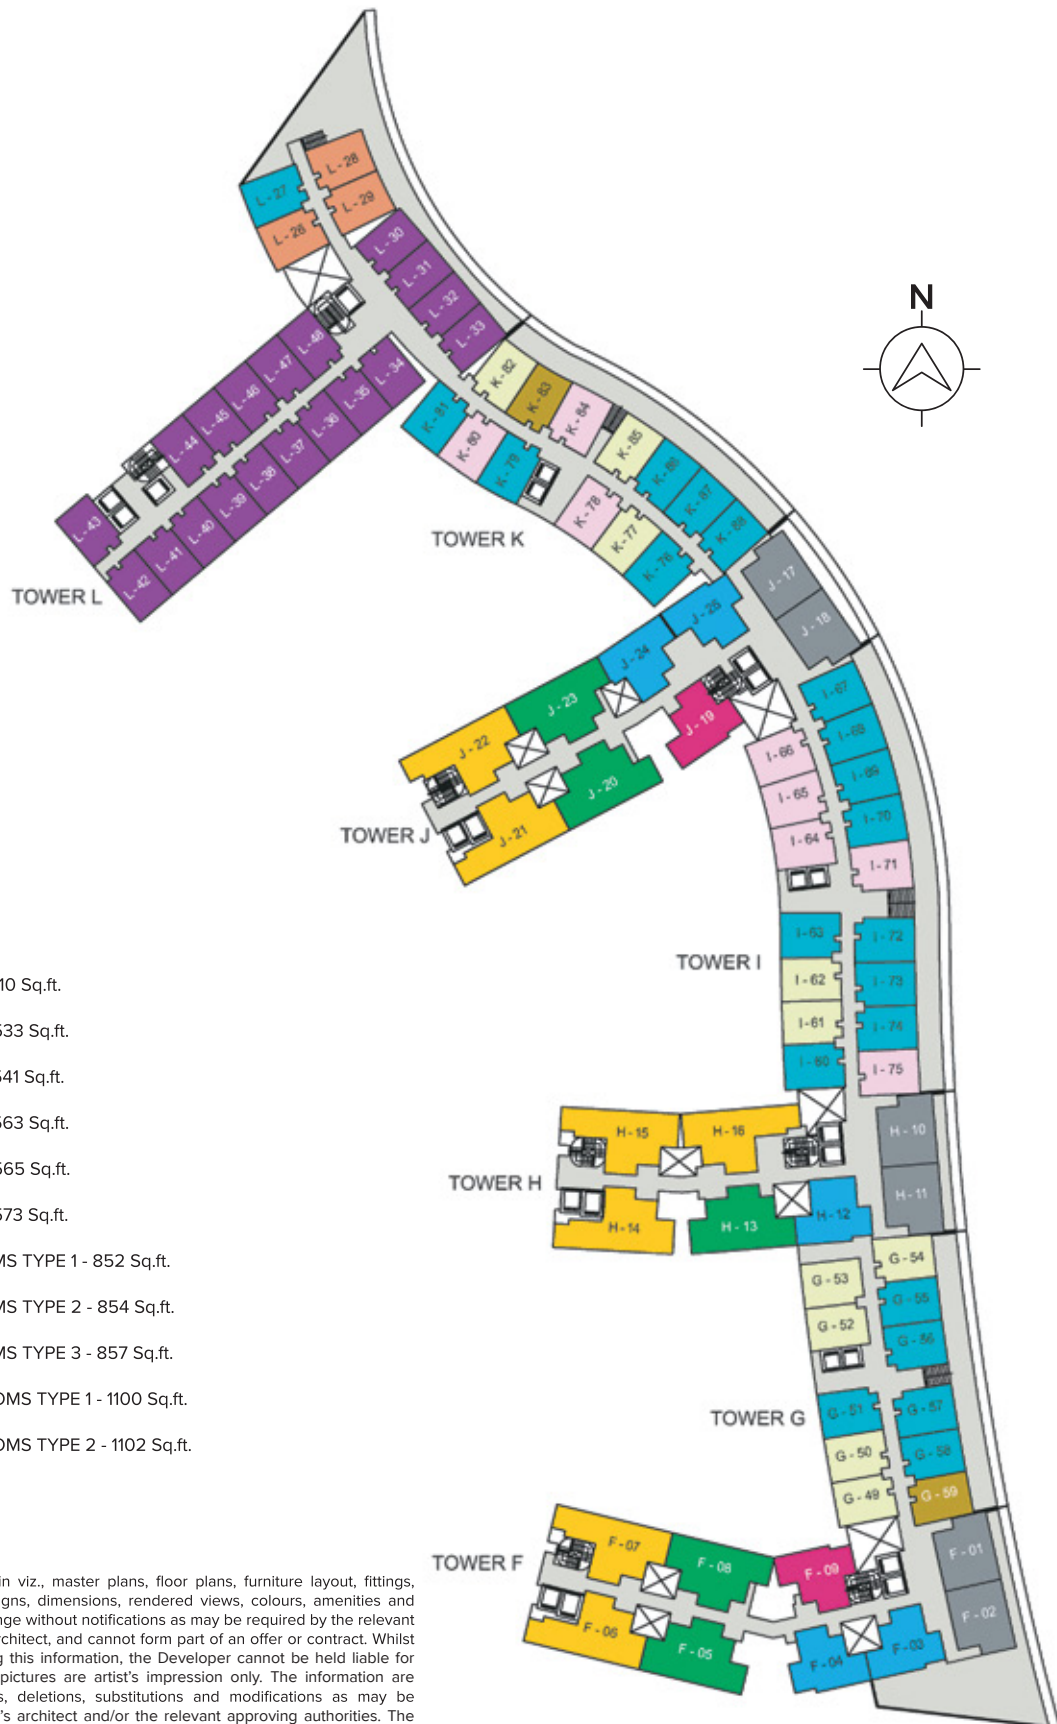 N
L - 28
L - 27
L - 29
L - 26
L - 30
L - 31
L - 32
L - 33
L - 48
L - 47
L - 46
L - 45
L - 44
L - 43
L - 34
L - 35
L - 36
L - 37
L - 38
L - 39
L - 40
L - 41
L - 42
TOWER L
K - 82
K - 83
K - 84
K - 85
K - 86
K - 87
K - 88
K - 81
K - 80
K - 79
K - 78
K - 77
K - 76
TOWER K
J - 17
J - 18
J - 25
J - 24
J - 23
J - 22
J - 19
J - 20
J - 21
TOWER J
I - 67
I - 68
I - 69
I - 70
I - 71
I - 66
I - 65
I - 64
I - 63
I - 62
I - 61
I - 60
I - 72
I - 73
I - 74
I - 75
TOWER I
H - 10
H - 11
H - 15
H - 16
H - 14
H - 13
H - 12
TOWER H
G - 54
G - 53
G - 55
G - 52
G - 56
G - 51
G - 57
G - 50
G - 58
G - 49
G - 59
TOWER G
F - 01
F - 02
F - 07
F - 08
F - 09
F - 06
F - 05
F - 04
F - 03
TOWER F
10 Sq.ft.
533 Sq.ft.
541 Sq.ft.
563 Sq.ft.
565 Sq.ft.
573 Sq.ft.
MS TYPE 1 - 852 Sq.ft.
MS TYPE 2 - 854 Sq.ft.
MS TYPE 3 - 857 Sq.ft.
OMS TYPE 1 - 1100 Sq.ft.
OMS TYPE 2 - 1102 Sq.ft.
in viz., master plans, floor plans, furniture layout, fittings,
igns, dimensions, rendered views, colours, amenities and
nge without notifications as may be required by the relevant
rchitect, and cannot form part of an offer or contract. Whilst
g this information, the Developer cannot be held liable for
pictures are artist's impression only. The information are
s, deletions, substitutions and modifications as may be
's architect and/or the relevant approving authorities. The